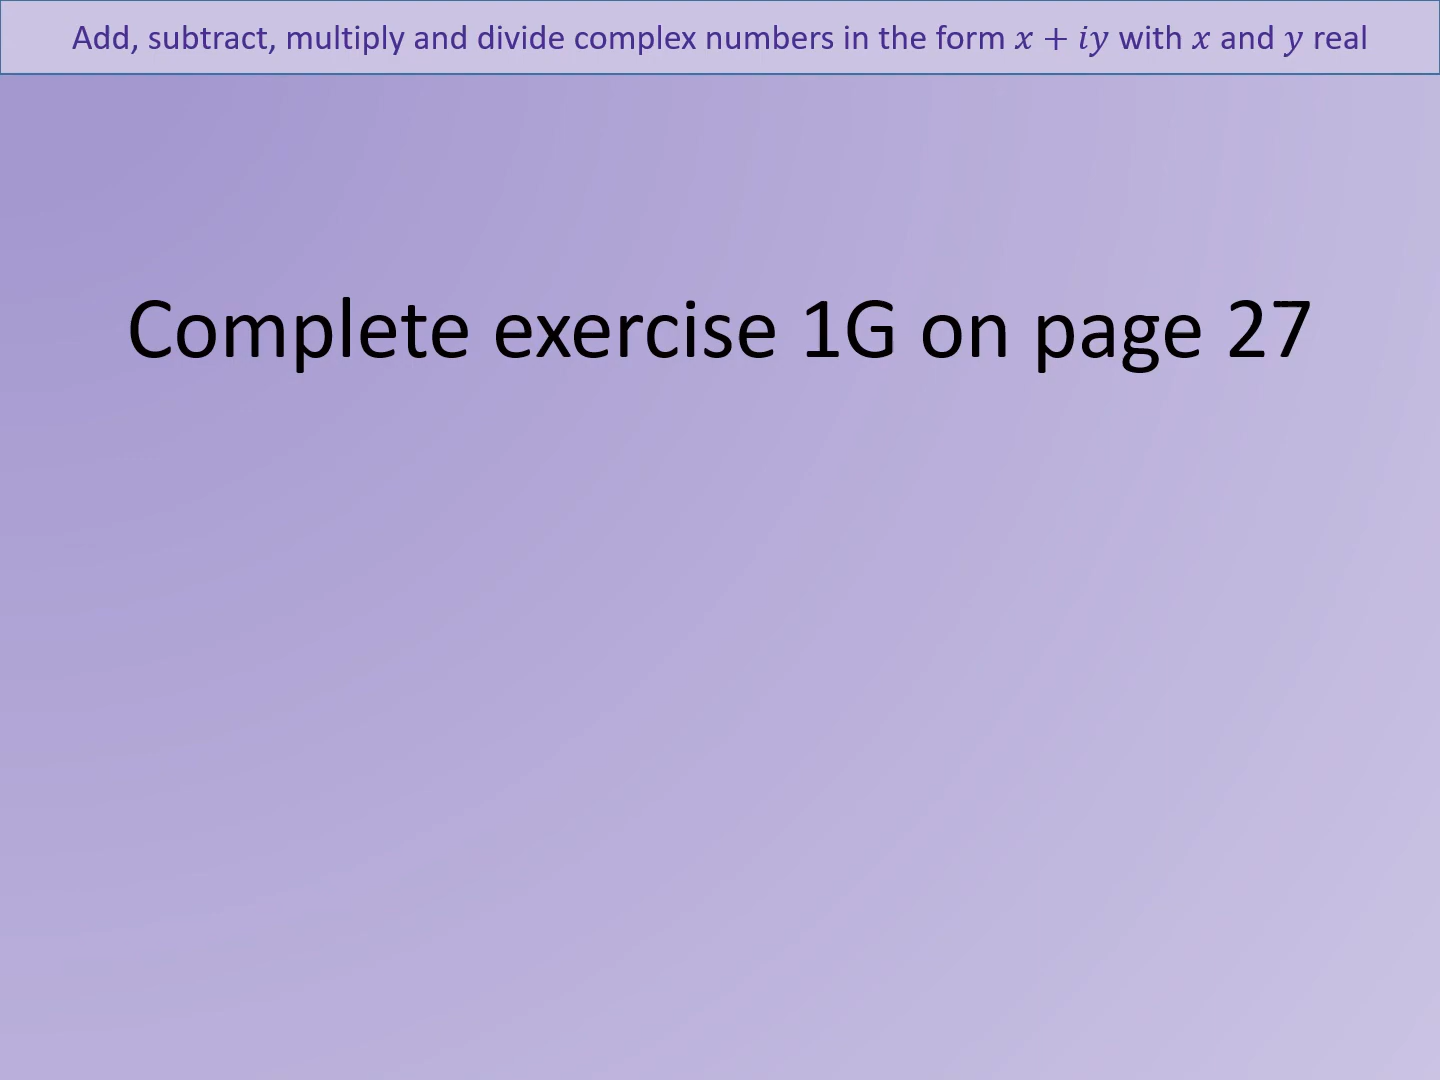 Add, subtract, multiply and divide complex numbers in the form 𝑥 + 𝑖𝑦 with 𝑥 and 𝑦 real
Complete exercise 1G on page 27